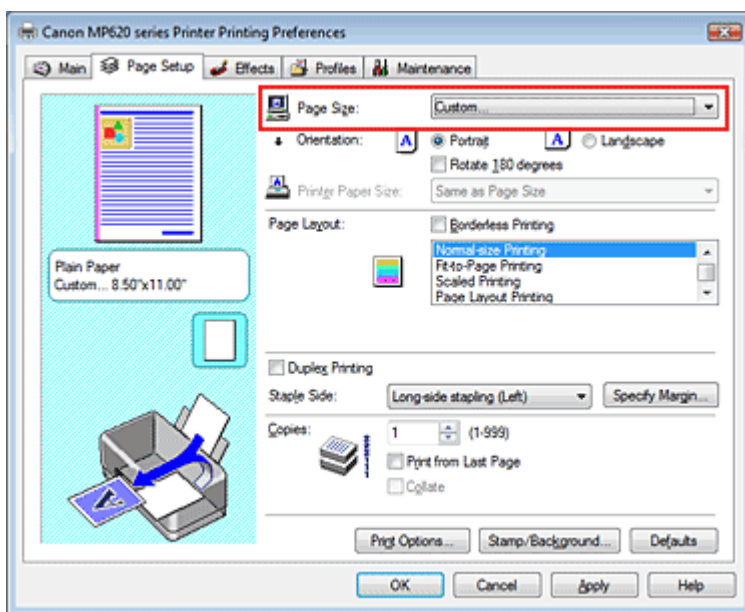 Canon MP620 series Printer Printing Preferences
Main Page Setup Effects Profiles Maintenance
Page Size: Custom...
Orientation: A Portrait A Landscape
Rotate 180 degrees
Printer Paper Size: Same as Page Size
Page Layout: Borderless Printing
Normal-size Printing
Fit-to-Page Printing
Scaled Printing
Page Layout Printing
Plain Paper
Custom... 8.50"x11.00"
Duplex Printing
Staple Side: Long-side stapling (Left) Specify Margin...
Copies: 1 (1-999)
Print from Last Page
Collate
A
Print Options... Stamp/Background... Defaults
OK Cancel Apply Help